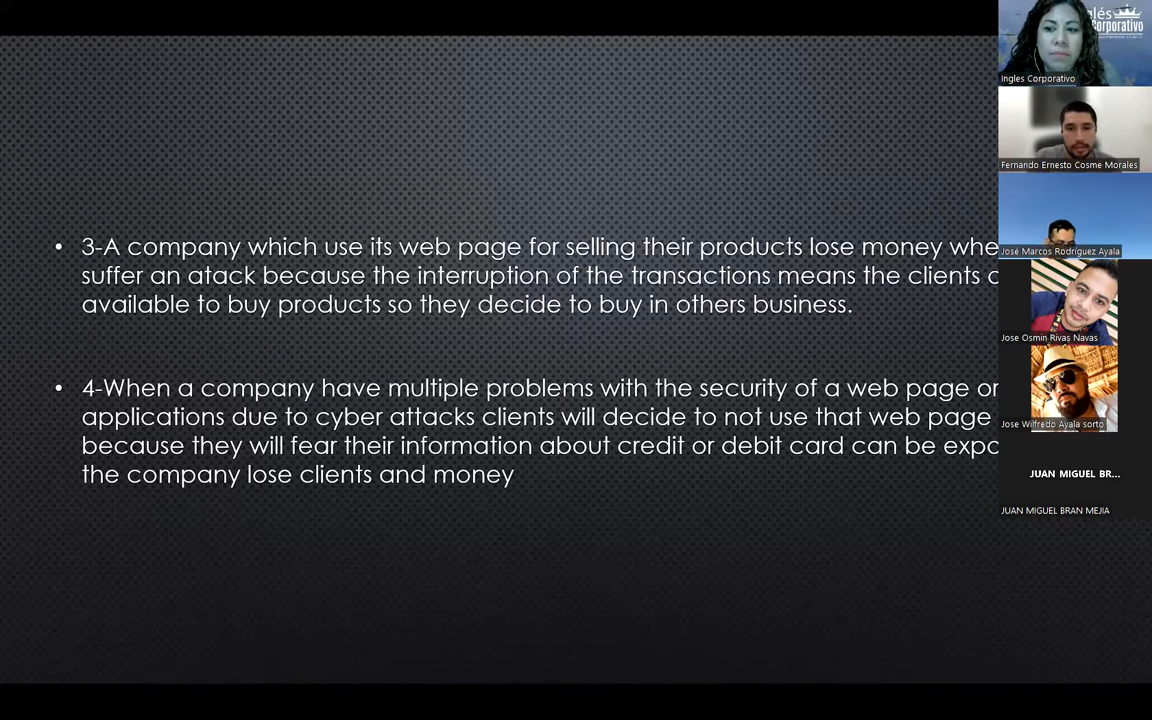 • 3-A company which use its web page for selling their products lose money
suffer an atack because the interruption of the transactions means the clients
available to buy products so they decide to buy in others business.
• 4-When a company have multiple problems with the security of a web page or
applications due to cyber attacks clients will decide to not use that web page
because they will fear their information about credit or debit card can be
the company lose clients and money
Corporativo
Ingles Corporativo
Fernando Ernesto Cosme Morales
José Marcos Rodríguez Ayala
Jose Osmin Rivas Navas
Jose Wilfredo Ayala sorto
JUAN MIGUEL BR...
JUAN MIGUEL BRAN MEJIA